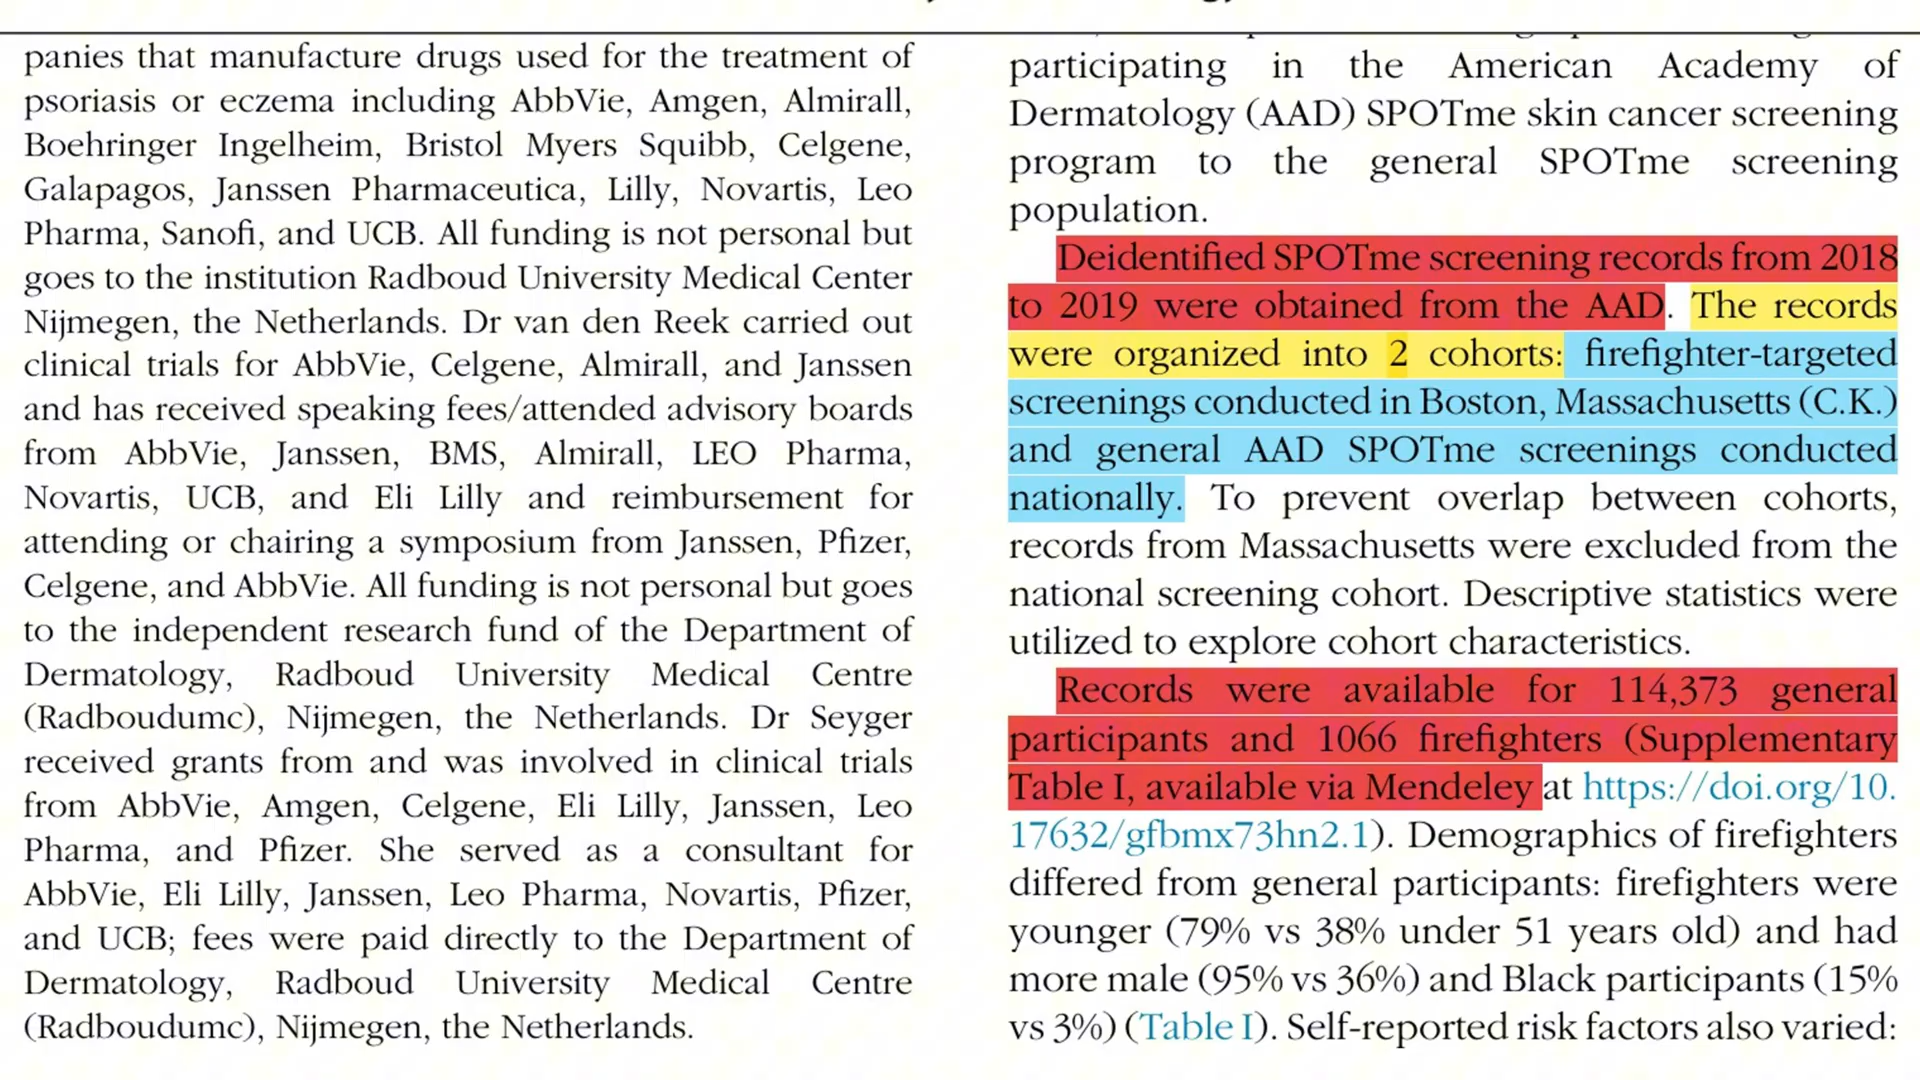 panies that manufacture drugs used for the treatment of
psoriasis or eczema including AbbVie, Amgen, Almirall,
Boehringer Ingelheim, Bristol Myers Squibb, Celgene,
Galapagos, Janssen Pharmaceutica, Lilly, Novartis, Leo
Pharma, Sanofi, and UCB. All funding is not personal but
goes to the institution Radboud University Medical Center
Nijmegen, the Netherlands. Dr van den Reek carried out
clinical trials for AbbVie, Celgene, Almirall, and Janssen
and has received speaking fees/attended advisory boards
from AbbVie, Janssen, BMS, Almirall, LEO Pharma,
Novartis, UCB, and Eli Lilly and reimbursement for
attending or chairing a symposium from Janssen, Pfizer,
Celgene, and AbbVie. All funding is not personal but goes
to the independent research fund of the Department of
Dermatology, Radboud University Medical Centre
(Radboudumc), Nijmegen, the Netherlands. Dr Seyger
received grants from and was involved in clinical trials
from AbbVie, Amgen, Celgene, Eli Lilly, Janssen, Leo
Pharma, and Pfizer. She served as a consultant for
AbbVie, Eli Lilly, Janssen, Leo Pharma, Novartis, Pfizer,
and UCB; fees were paid directly to the Department of
Dermatology, Radboud University Medical Centre
(Radboudumc), Nijmegen, the Netherlands.
participating in the American Academy of
Dermatology (AAD) SPOTme skin cancer screening
program to the general SPOTme screening
population.
Deidentified SPOTme screening records from 2018
to 2019 were obtained from the AAD. The records
were organized into 2 cohorts: firefighter-targeted
screenings conducted in Boston, Massachusetts (C.K.)
and general AAD SPOTme screenings conducted
nationally. To prevent overlap between cohorts,
records from Massachusetts were excluded from the
national screening cohort. Descriptive statistics were
utilized to explore cohort characteristics.
Records were available for 114,373 general
participants and 1066 firefighters (Supplementary
Table I, available via Mendeley at https://doi.org/10.
17632/gfbmx73hn2.1). Demographics of firefighters
differed from general participants: firefighters were
younger (79% vs 38% under 51 years old) and had
more male (95% vs 36%) and Black participants (15%
vs 3%) (Table I). Self-reported risk factors also varied: